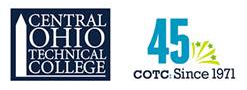 CENTRAL
OHIO
TECHNICAL
COLLEGE
45
COTC: Since 1971